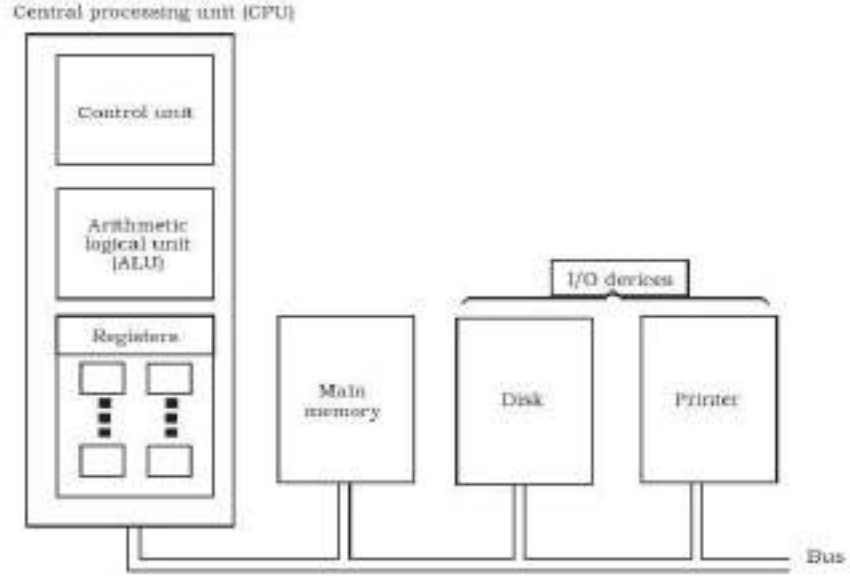 Central processing unit (CPU)
Control unit
Arithmetic
logical unit
(ALU)
I/O devices
Registers
Main
memory
Disk
Printer
Bus